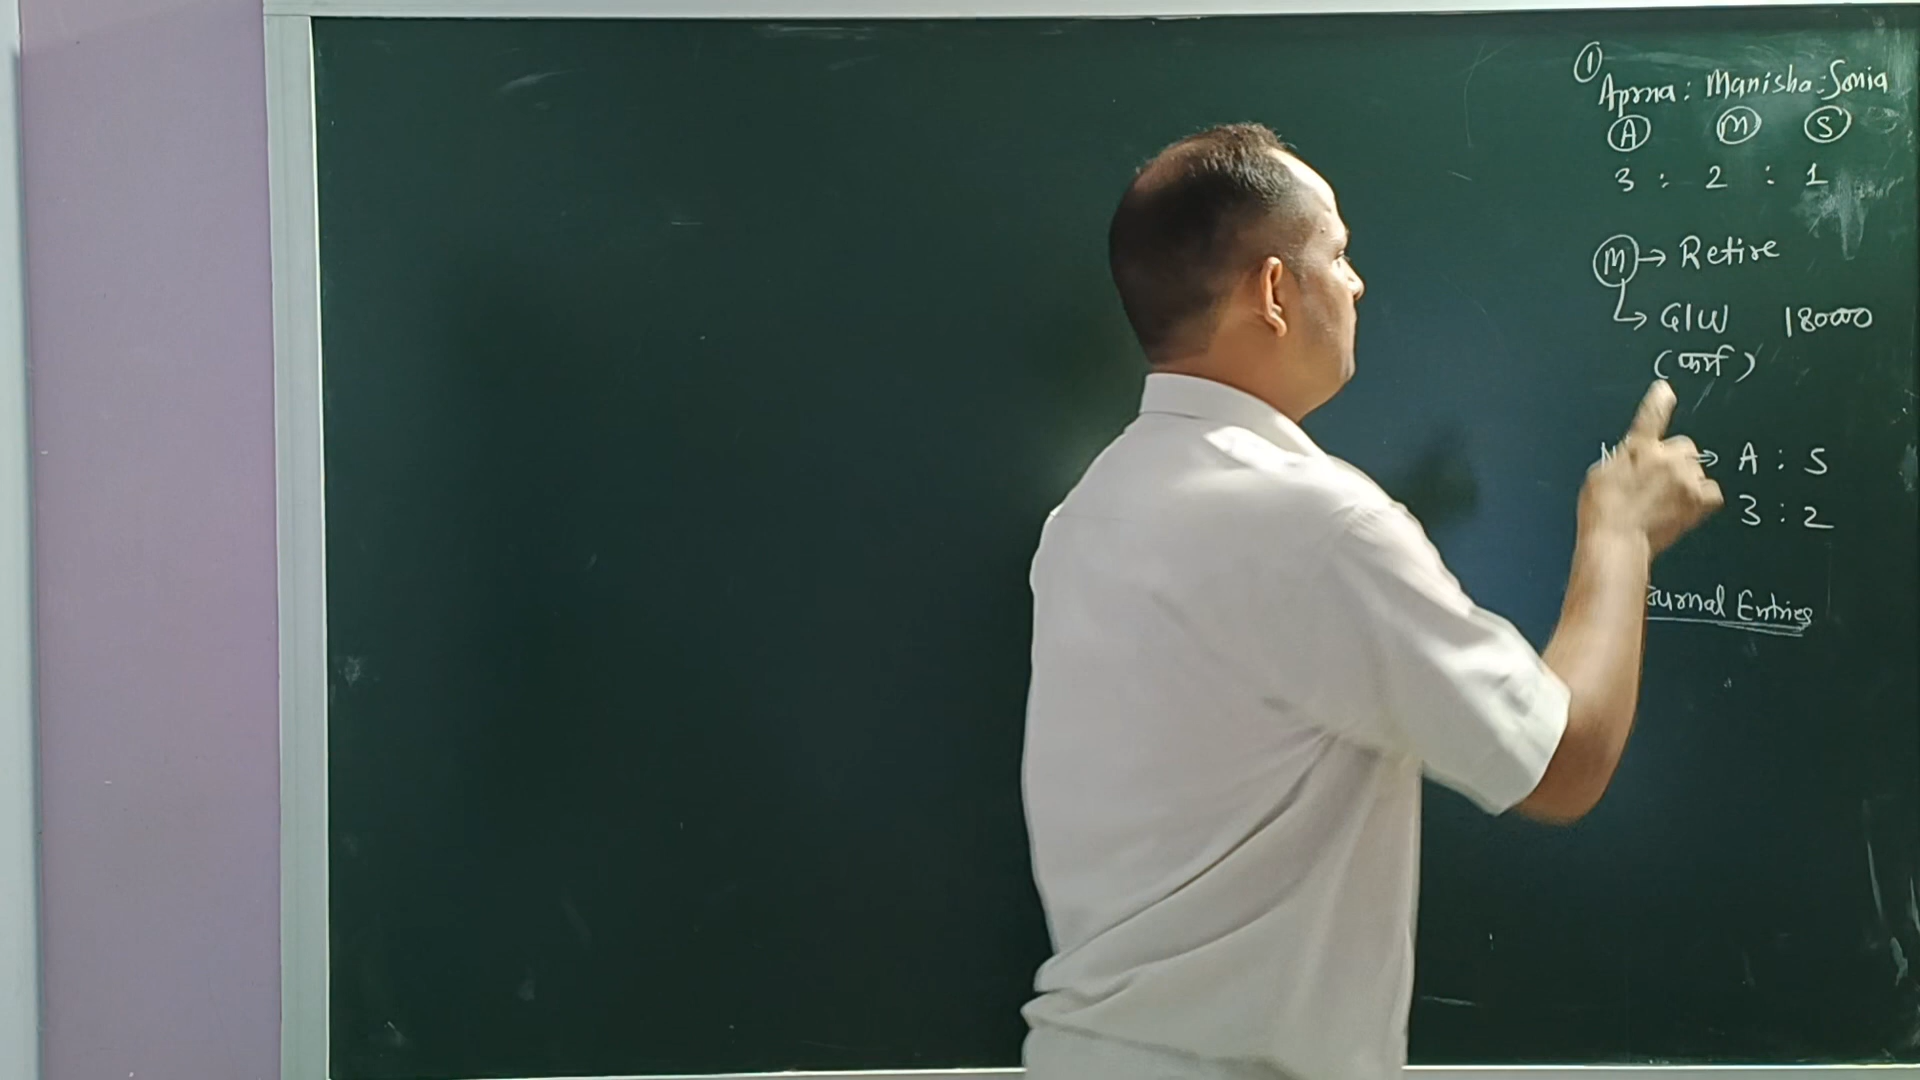 ①
Aprna : Manisha : Sonia
A M S
3 : 2 : 1
M → Retire
↳ G/W 18000
(फर्म)
→ A : S
3 : 2
Journal Entries